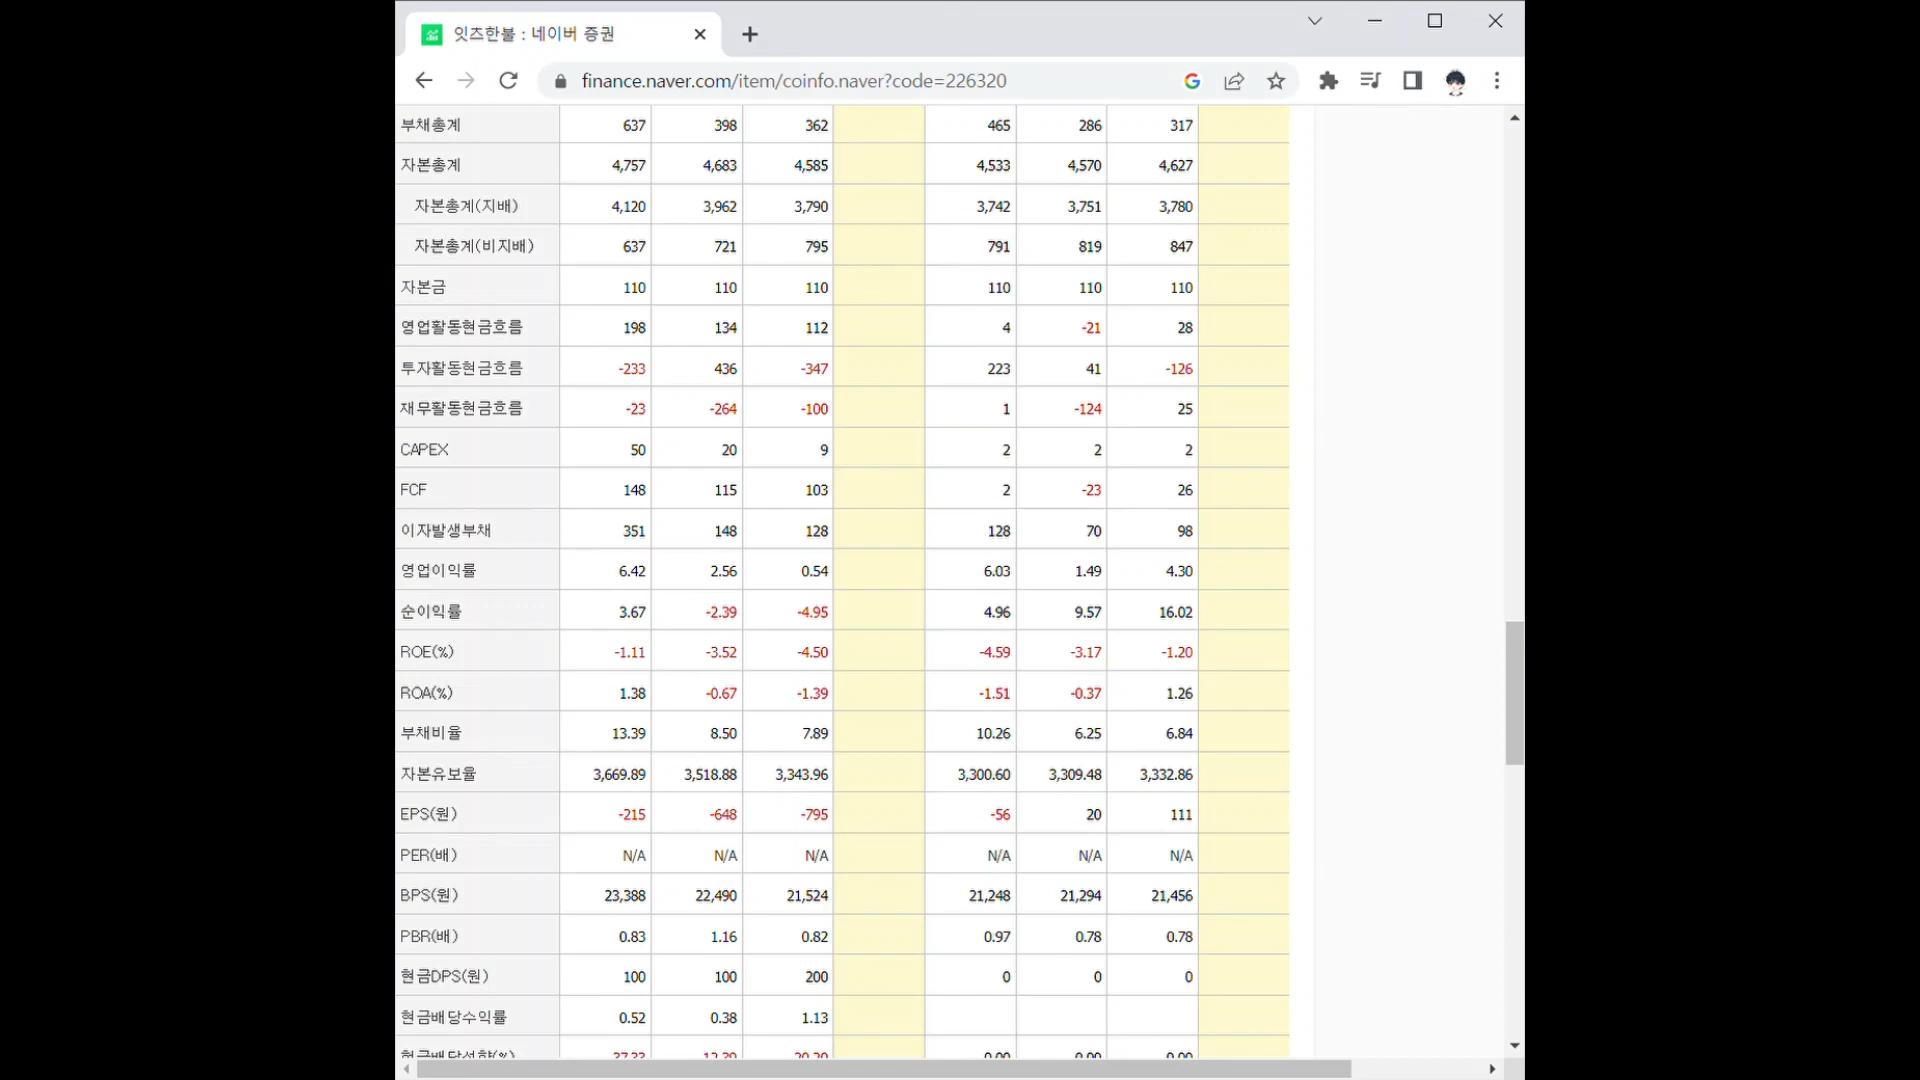 잇츠한불 : 네이버 증권
finance.naver.com/item/coinfo.naver?code=226320
부채총계 637 398 362 465 286 317
자본총계 4,757 4,683 4,585 4,533 4,570 4,627
자본총계(지배) 4,120 3,962 3,790 3,742 3,751 3,780
자본총계(비지배) 637 721 795 791 819 847
자본금 110 110 110 110 110 110
영업활동현금흐름 198 134 112 4 -21 28
투자활동현금흐름 -233 436 -347 223 41 -126
재무활동현금흐름 -23 -264 -100 1 -124 25
CAPEX 50 20 9 2 2 2
FCF 148 115 103 2 -23 26
이자발생부채 351 148 128 128 70 98
영업이익률 6.42 2.56 0.54 6.03 1.49 4.30
순이익률 3.67 -2.39 -4.95 4.96 9.57 16.02
ROE(%) -1.11 -3.52 -4.50 -4.59 -3.17 -1.20
ROA(%) 1.38 -0.67 -1.39 -1.51 -0.37 1.26
부채비율 13.39 8.50 7.89 10.26 6.25 6.84
자본유보율 3,669.89 3,518.88 3,343.96 3,300.60 3,309.48 3,332.86
EPS(원) -215 -648 -795 -56 20 111
PER(배) N/A N/A N/A N/A N/A N/A
BPS(원) 23,388 22,490 21,524 21,248 21,294 21,456
PBR(배) 0.83 1.16 0.82 0.97 0.78 0.78
현금DPS(원) 100 100 200 0 0 0
현금배당수익률 0.52 0.38 1.13
현금배당성향(%) 0.00 0.00 0.00